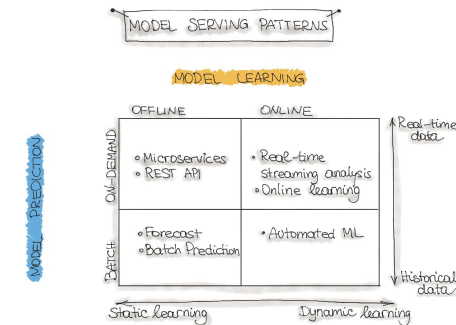 MODEL SERVING PATTERNS
MODEL LEARNING
OFFLINE
ONLINE
MODEL PREDICTION
ON-DEMAND
• Microservices
• REST API
• Real-time
streaming analysis
• Online learning
Real-time
data
BATCH
• Forecast
• Batch Prediction
• Automated ML
Historical
data
Static learning
Dynamic learning